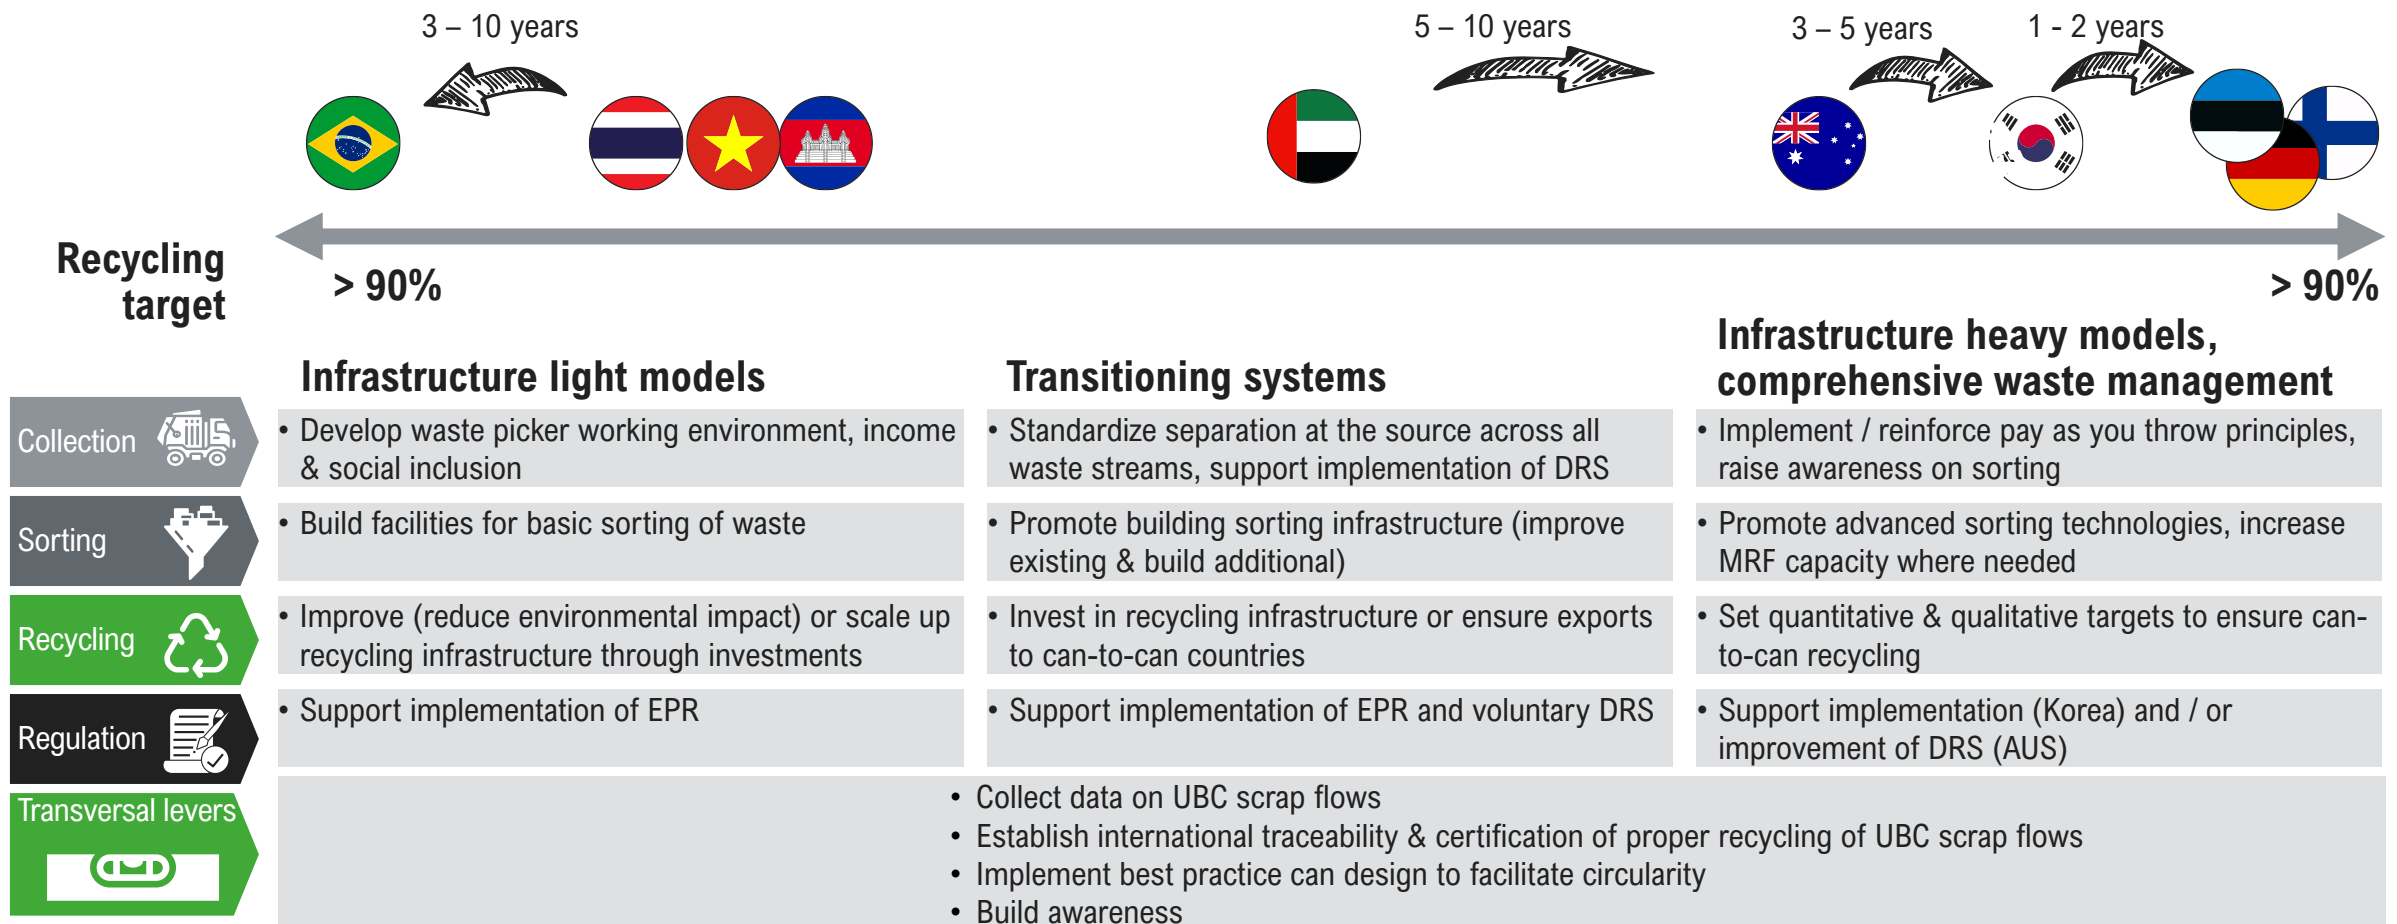 3 – 10 years
5 – 10 years
3 – 5 years
1 - 2 years
Recycling
target
> 90%
> 90%
Infrastructure light models
Transitioning systems
Infrastructure heavy models,
comprehensive waste management
Collection
• Develop waste picker working environment, income
& social inclusion
• Standardize separation at the source across all
waste streams, support implementation of DRS
• Implement / reinforce pay as you throw principles,
raise awareness on sorting
Sorting
• Build facilities for basic sorting of waste
• Promote building sorting infrastructure (improve
existing & build additional)
• Promote advanced sorting technologies, increase
MRF capacity where needed
Recycling
• Improve (reduce environmental impact) or scale up
recycling infrastructure through investments
• Invest in recycling infrastructure or ensure exports
to can-to-can countries
• Set quantitative & qualitative targets to ensure can-
to-can recycling
Regulation
• Support implementation of EPR
• Support implementation of EPR and voluntary DRS
• Support implementation (Korea) and / or
improvement of DRS (AUS)
Transversal levers
• Collect data on UBC scrap flows
• Establish international traceability & certification of proper recycling of UBC scrap flows
• Implement best practice can design to facilitate circularity
• Build awareness